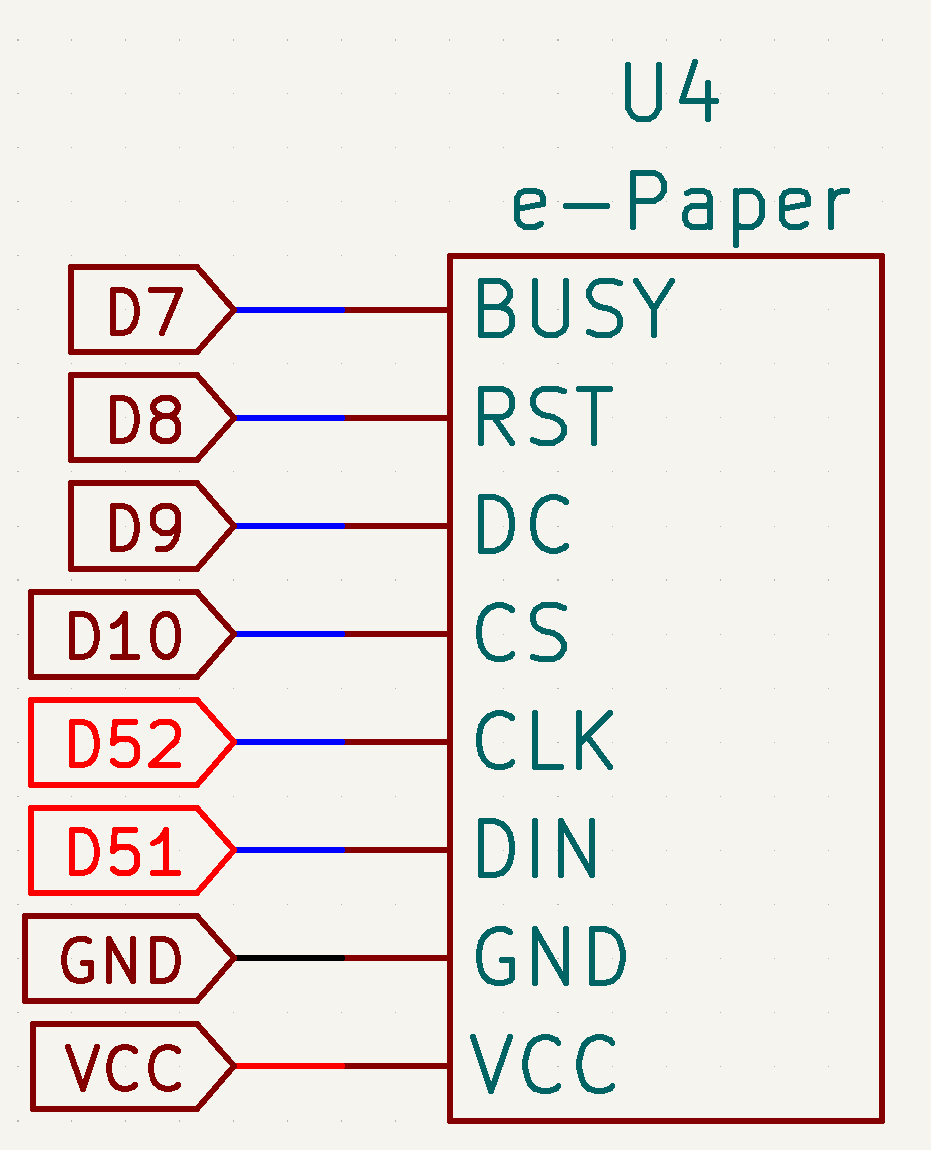 U4
e-Paper
D7 BUSY
D8 RST
D9 DC
D10 CS
D52 CLK
D51 DIN
GND GND
VCC VCC